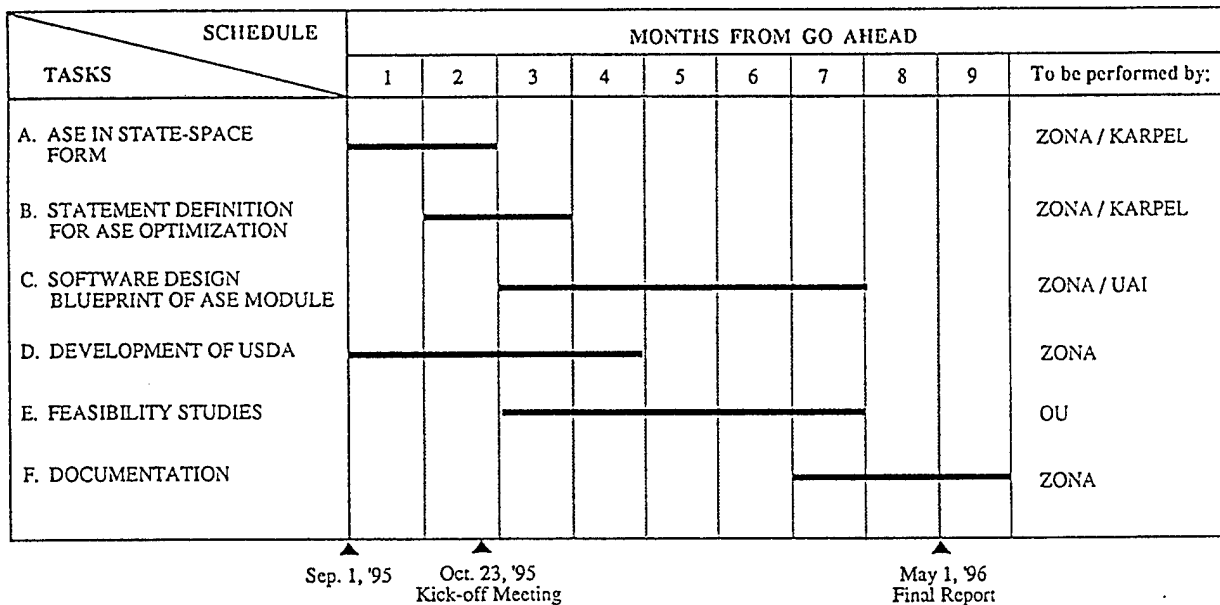 SCHEDULE
MONTHS FROM GO AHEAD
TASKS
1 2 3 4 5 6 7 8 9 To be performed by:
A. ASE IN STATE-SPACE
FORM
ZONA / KARPEL
B. STATEMENT DEFINITION
FOR ASE OPTIMIZATION
ZONA / KARPEL
C. SOFTWARE DESIGN
BLUEPRINT OF ASE MODULE
ZONA / UAI
D. DEVELOPMENT OF USDA
ZONA
E. FEASIBILITY STUDIES
OU
F. DOCUMENTATION
ZONA
Sep. 1, '95
Oct. 23, '95
Kick-off Meeting
May 1, '96
Final Report